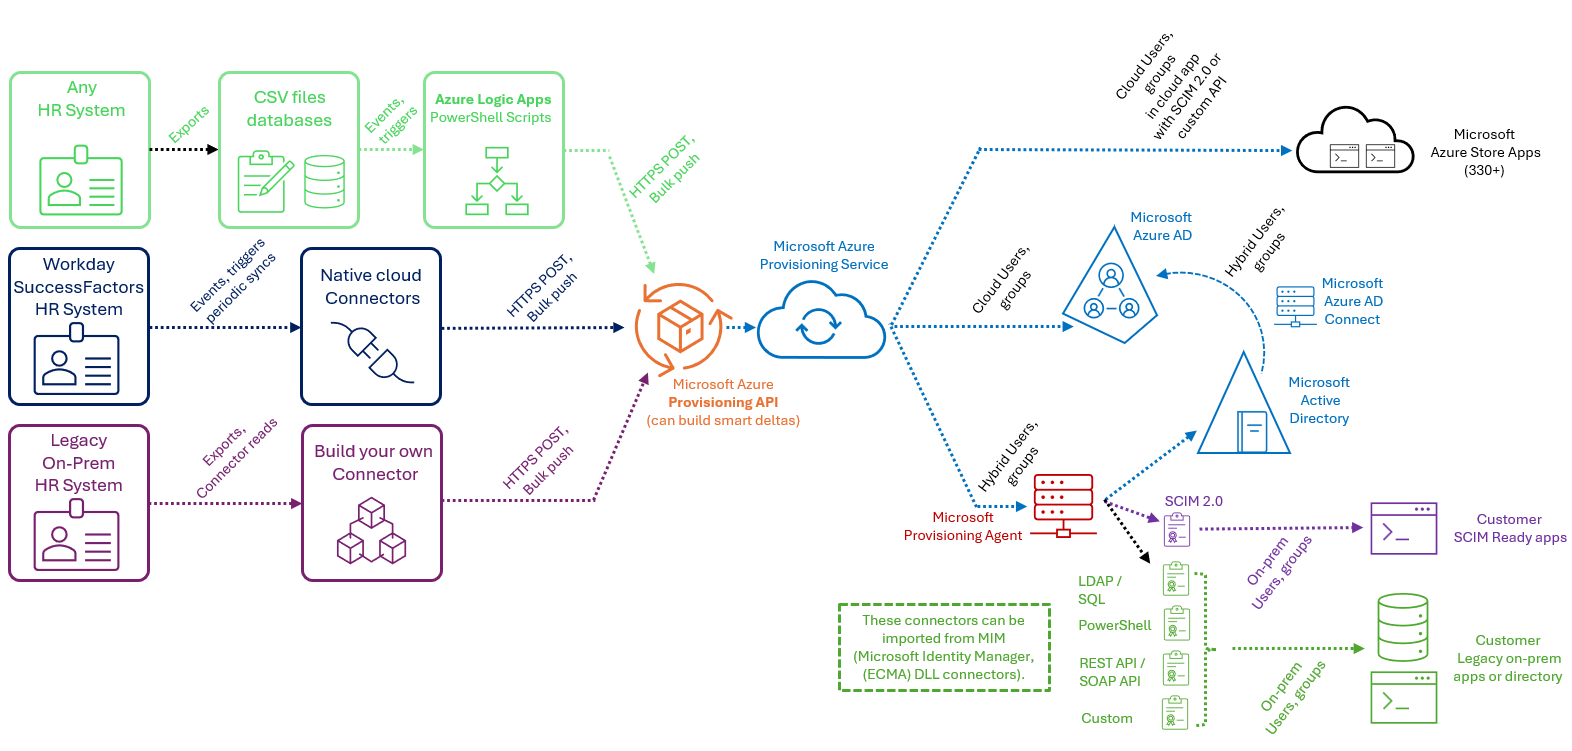 Any
HR System
Exports
CSV files
databases
Events,
triggers
Azure Logic Apps
PowerShell Scripts
HTTPS POST,
Bulk push
Workday
SuccessFactors
HR System
Events, triggers
periodic syncs
Native cloud
Connectors
HTTPS POST,
Bulk push
Legacy
On-Prem
HR System
Exports,
Connector reads
Build your own
Connector
HTTPS POST,
Bulk push
Microsoft Azure
Provisioning API
(can build smart deltas)
Microsoft Azure
Provisioning Service
Cloud Users,
groups
in cloud app
with SCIM 2.0 or
custom API
Microsoft
Azure Store Apps
(330+)
Cloud Users,
groups
Microsoft
Azure AD
Hybrid Users,
groups
Microsoft
Azure AD
Connect
Microsoft
Active
Directory
Hybrid Users,
groups
Microsoft
Provisioning Agent
SCIM 2.0
On-prem
Users, groups
Customer
SCIM Ready apps
LDAP /
SQL
PowerShell
REST API /
SOAP API
Custom
These connectors can be
imported from MIM
(Microsoft Identity Manager,
(ECMA) DLL connectors).
On-prem
Users, groups
Customer
Legacy on-prem
apps or directory